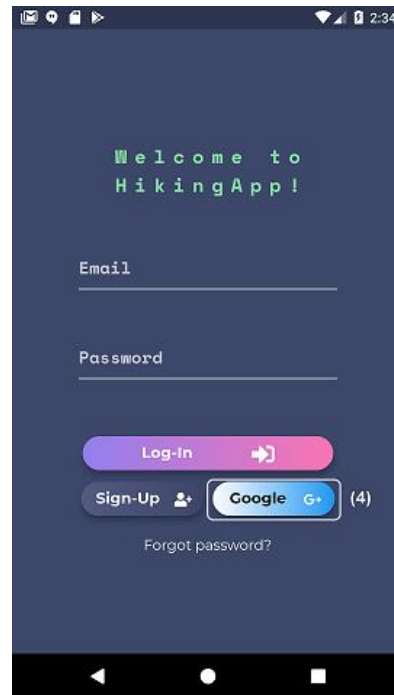 2:34
Welcome to
HikingApp!
Email
Password
Log-In
Sign-Up Google G+ (4)
Forgot password?